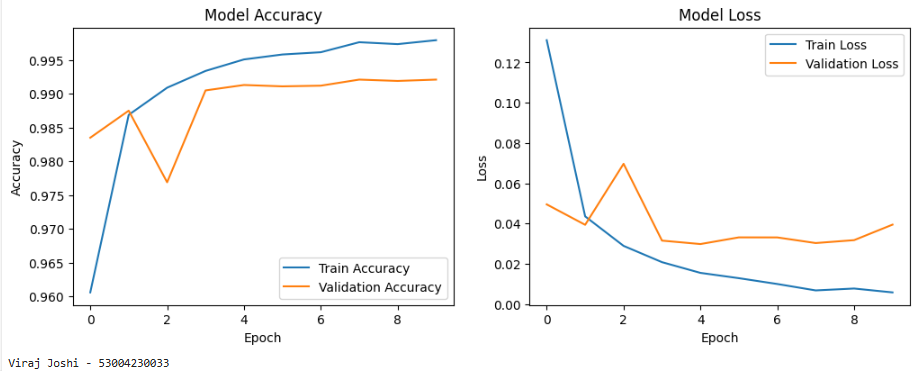 Model Accuracy
0.995
0.990
0.985
0.980
0.975
0.970
0.965
0.960
Accuracy
0 2 4 6 8
Epoch
Train Accuracy
Validation Accuracy
Model Loss
0.12
0.10
0.08
0.06
0.04
0.02
0.00
Loss
0 2 4 6 8
Epoch
Train Loss
Validation Loss
Viraj Joshi - 53004230033